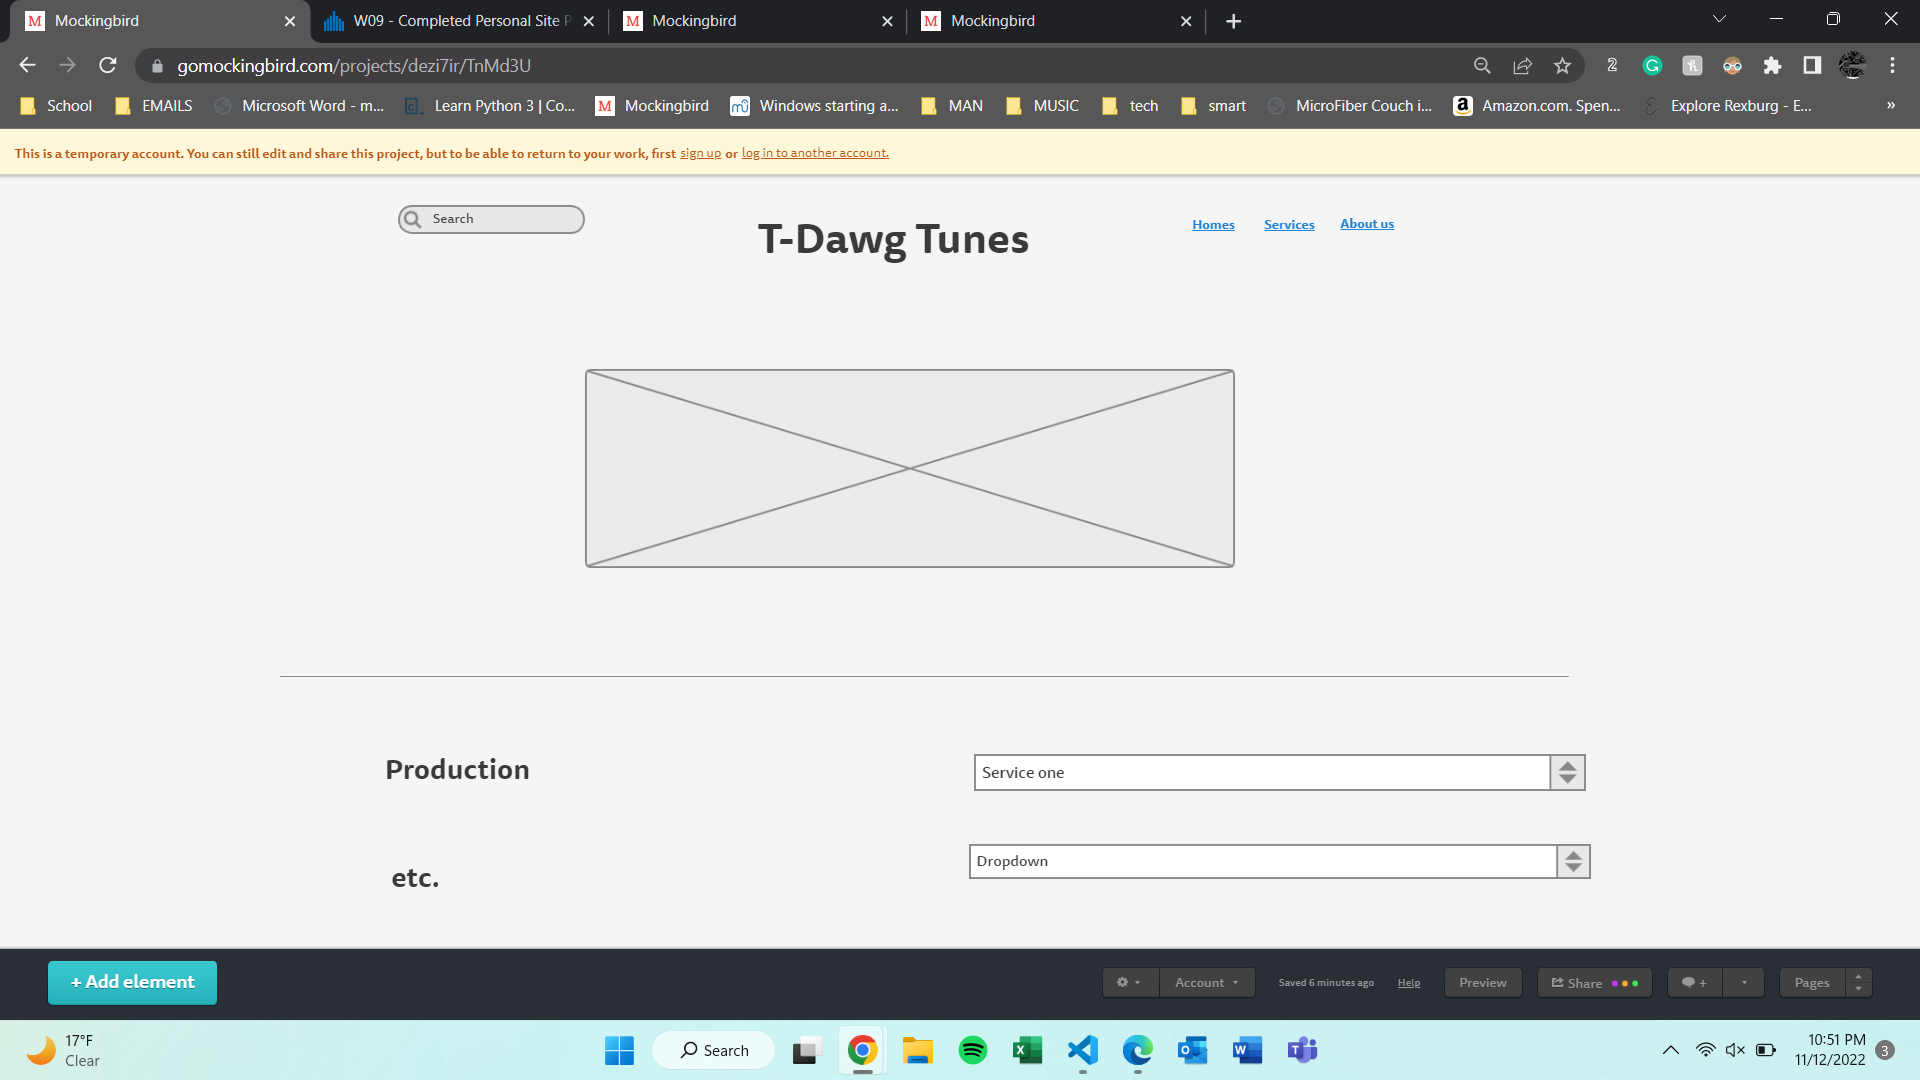 Mockingbird
W09 - Completed Personal Site P
Mockingbird
Mockingbird
gomockingbird.com/projects/dezi7ir/TnMd3U
School
EMAILS
Microsoft Word - m...
Learn Python 3 | Co...
Mockingbird
Windows starting a...
MAN
MUSIC
tech
smart
MicroFiber Couch i...
Amazon.com. Spen...
Explore Rexburg - E...
»
This is a temporary account. You can still edit and share this project, but to be able to return to your work, first sign up or log in to another account.
Search
T-Dawg Tunes
Homes
Services
About us
Production
Service one
etc.
Dropdown
+ Add element
Account
Saved 6 minutes ago
Help
Preview
Share
+
Pages
17°F
Clear
Search
10:51 PM
11/12/2022
3